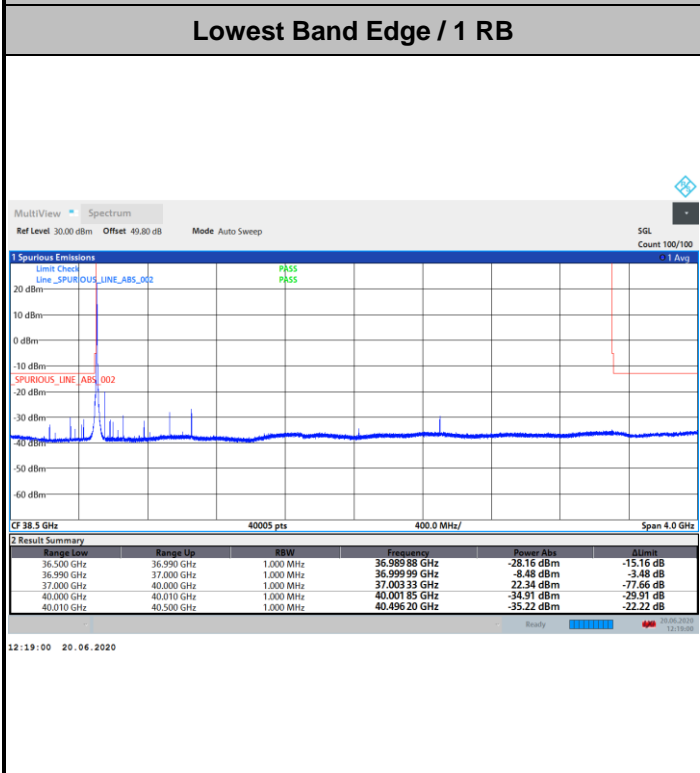 Lowest Band Edge / 1 RB
MultiView Spectrum
Ref Level 30.00 dBm Offset 49.80 dB Mode Auto Sweep SGL
Count 100/100
1 Spurious Emissions 1 Avg
Limit Check PASS
Line _SPURIOUS_LINE_ABS_002 PASS
20 dBm
10 dBm
0 dBm
-10 dBm
_SPURIOUS_LINE_ABS_002
-20 dBm
-30 dBm
-40 dBm
-50 dBm
-60 dBm
CF 38.5 GHz 40005 pts 400.0 MHz/ Span 4.0 GHz
2 Result Summary
Range Low Range Up RBW Frequency Power Abs ΔLimit
36.500 GHz 36.990 GHz 1.000 MHz 36.989 88 GHz -28.16 dBm -15.16 dB
36.990 GHz 37.000 GHz 1.000 MHz 36.999 99 GHz -8.48 dBm -3.48 dB
37.000 GHz 40.000 GHz 1.000 MHz 37.003 33 GHz 22.34 dBm -77.66 dB
40.000 GHz 40.010 GHz 1.000 MHz 40.001 85 GHz -34.91 dBm -29.91 dB
40.010 GHz 40.500 GHz 1.000 MHz 40.496 20 GHz -35.22 dBm -22.22 dB
Ready 20.06.2020
12:19:00
12:19:00 20.06.2020